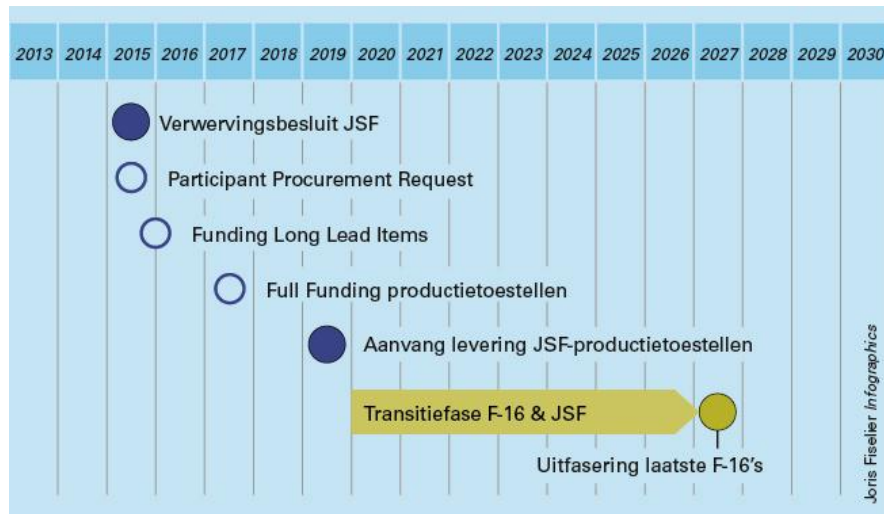 2013 2014 2015 2016 2017 2018 2019 2020 2021 2022 2023 2024 2025 2026 2027 2028 2029 2030
Verwervingsbesluit JSF
Participant Procurement Request
Funding Long Lead Items
Full Funding productietoestellen
Aanvang levering JSF-productietoestellen
Transitiefase F-16 & JSF
Uitfasering laatste F-16's
Joris Fiselier Infographics